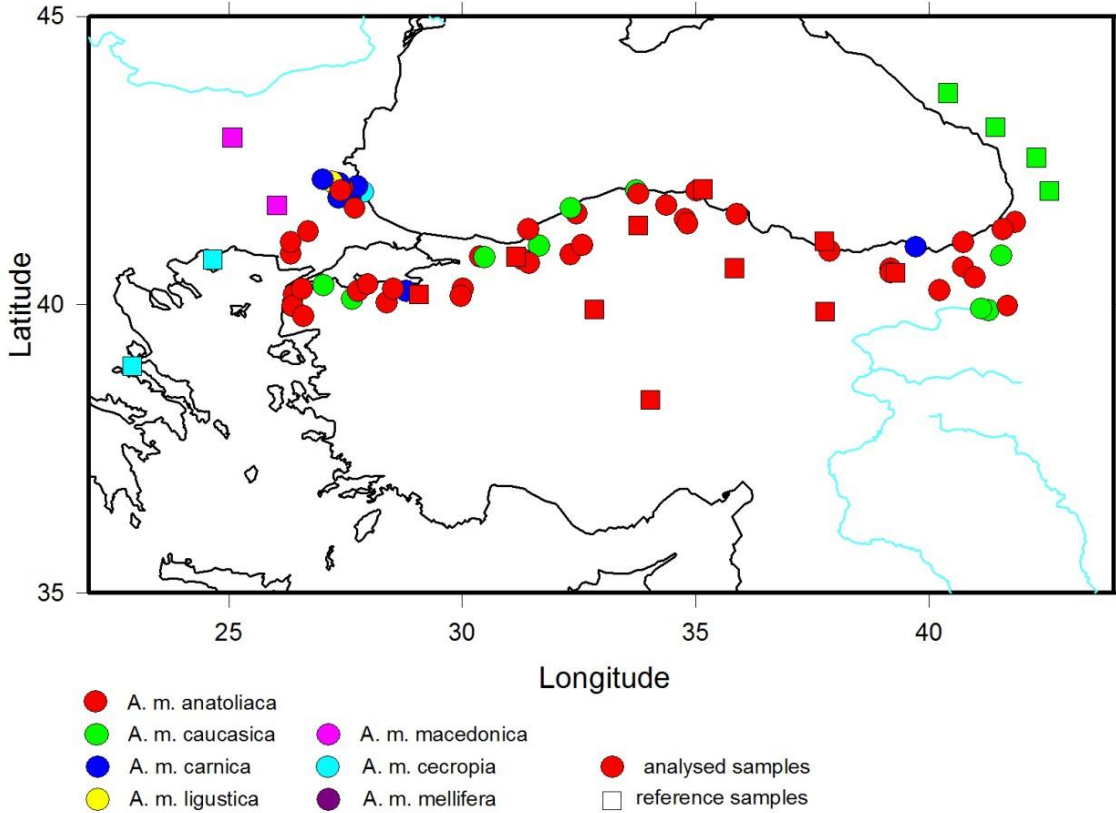 45
40
35
Latitude
25
30
35
40
Longitude
A. m. anatoliaca
A. m. caucasica
A. m. carnica
A. m. ligustica
A. m. macedonica
A. m. cecropia
A. m. mellifera
analysed samples
reference samples